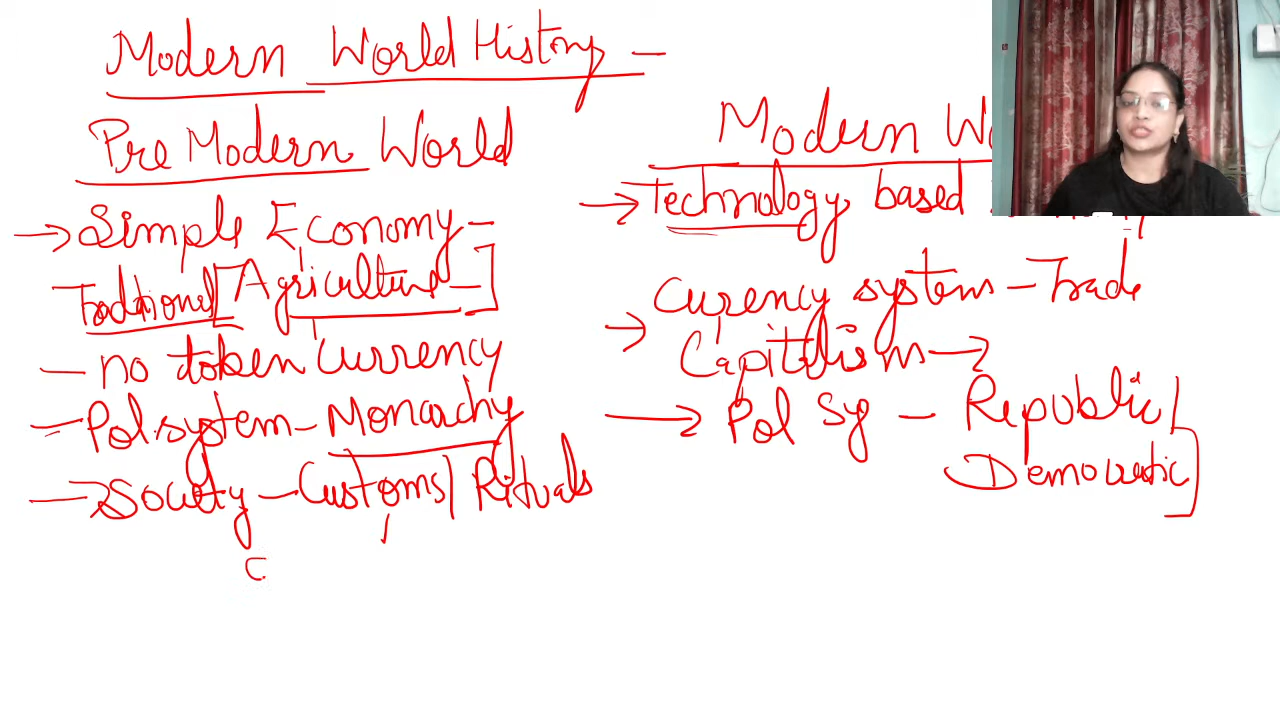 Modern World History -
Pre Modern World
→ Simple Economy -
Traditional [Agriculture -]
- no token currency
- Pol. system - Monarchy
→ Society - Customs / Rituals
Modern
→ Technology based
→ Curency system - Trade
Capitalism →
→ Pol Sy - Republic /
Democratic ]